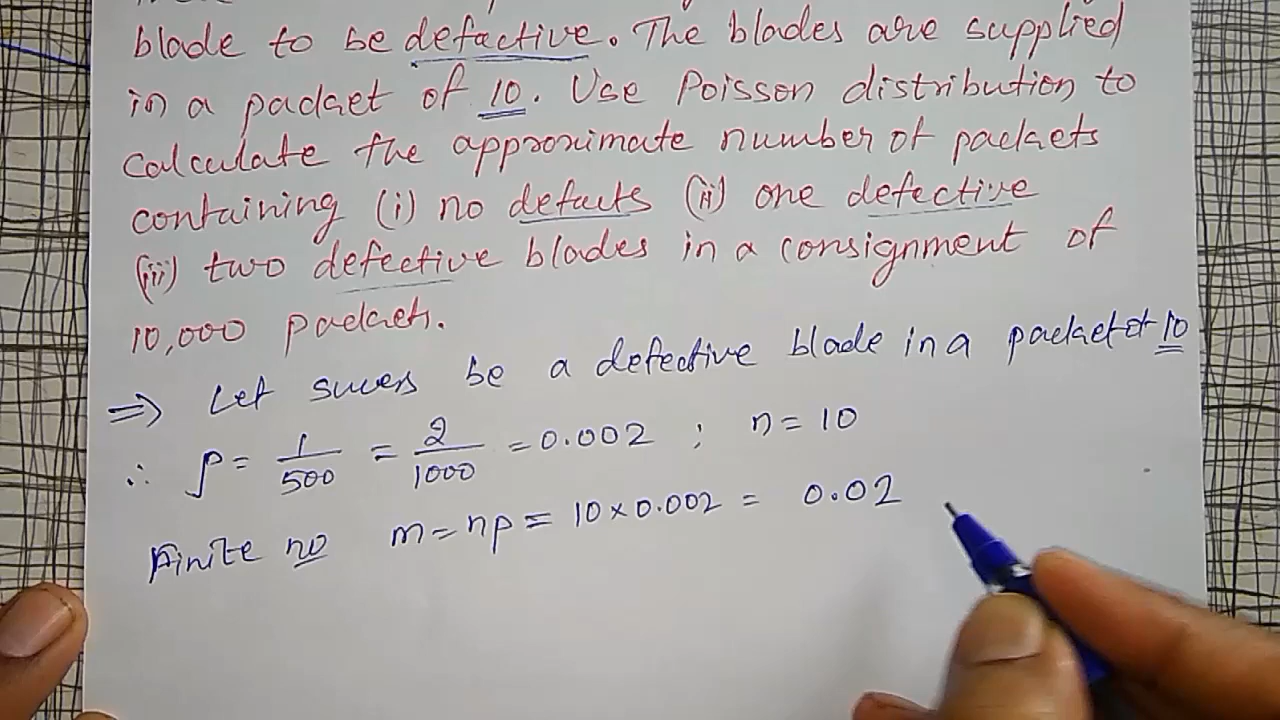 blade to be defactive. The blades are supplied
in a packet of 10. Use Poisson distribution to
calculate the approximate number of packets
containing (i) no defects (ii) one defective
(iii) two defective blades in a consignment of
10,000 packets.
⇒ Let success be a defective blade in a packet of 10
∴ p = 1/500 = 2/1000 = 0.002 ; n = 10
Finite no m = np = 10 × 0.002 = 0.02